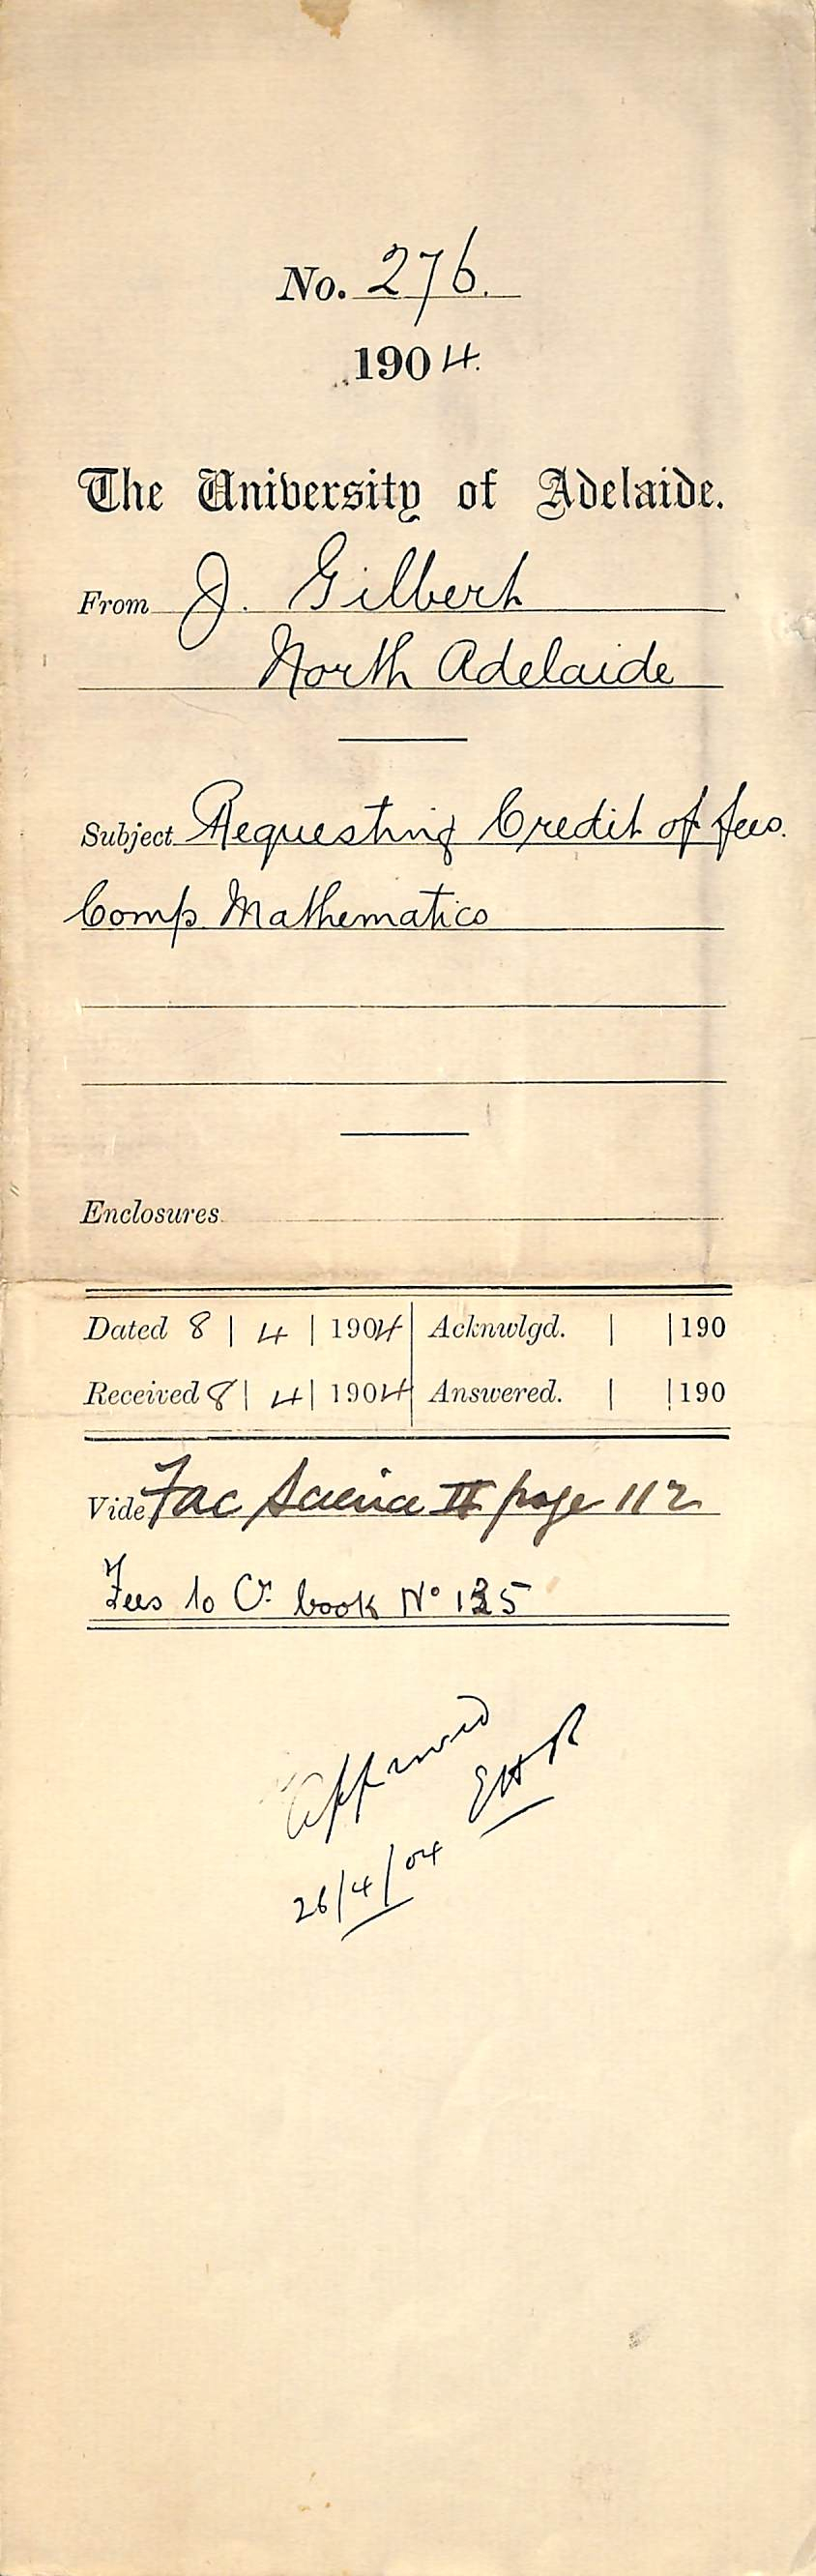 No. 276.
1904.
The University of Adelaide.
From J. Gilbert
North Adelaide
Subject Requesting Credit of fees.
Comp. Mathematics
Enclosures
Dated 8 | 4 | 1904 Acknwlgd. | | 190
Received 8 | 4 | 1904 Answered. | | 190
Vide Fac Science II page 112
Fees to Cr. book No 135
Approved
EHR
26/4/04